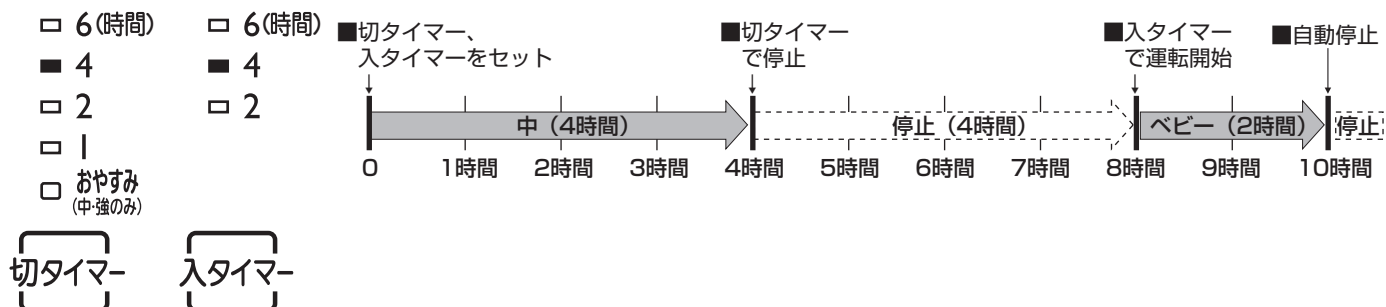 □ 6(時間)
■ 4
□ 2
□ 1
□ おやすみ
(中・強のみ)
切タイマー
□ 6(時間)
■ 4
□ 2
入タイマー
■切タイマー、
入タイマーをセット
■切タイマー
で停止
■入タイマー
で運転開始
■自動停止
中（4時間）
停止（4時間）
ベビー（2時間）
停止
0 1時間 2時間 3時間 4時間 5時間 6時間 7時間 8時間 9時間 10時間